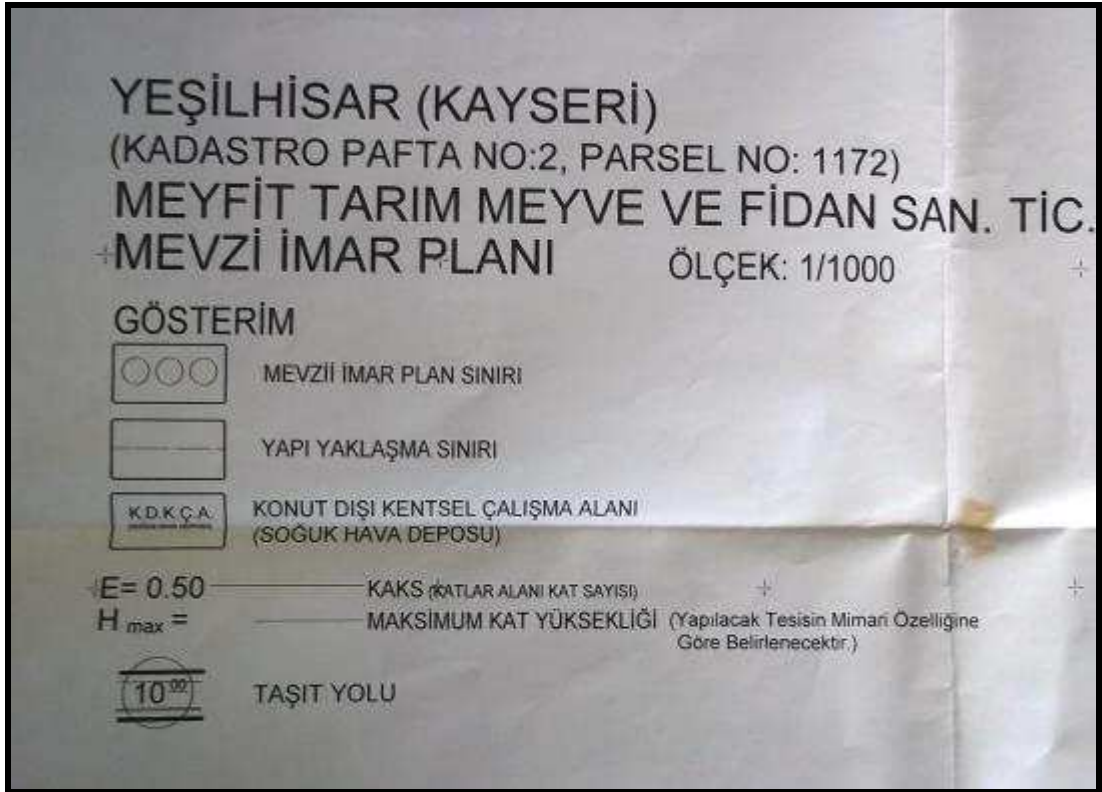 YEŞİLHİSAR (KAYSERİ)
(KADASTRO PAFTA NO:2, PARSEL NO: 1172)
MEYFİT TARIM MEYVE VE FİDAN SAN. TİC.
MEVZİ İMAR PLANI ÖLÇEK: 1/1000
GÖSTERİM
MEVZİİ İMAR PLAN SINIRI
YAPI YAKLAŞMA SINIRI
K.D.K.Ç.A. KONUT DIŞI KENTSEL ÇALIŞMA ALANI
(SOĞUK HAVA DEPOSU)
E= 0.50 KAKS (KATLAR ALANI KAT SAYISI)
H max = MAKSİMUM KAT YÜKSEKLİĞİ (Yapılacak Tesisin Mimari Özelliğine
Göre Belirlenecektir.)
10.00 TAŞIT YOLU